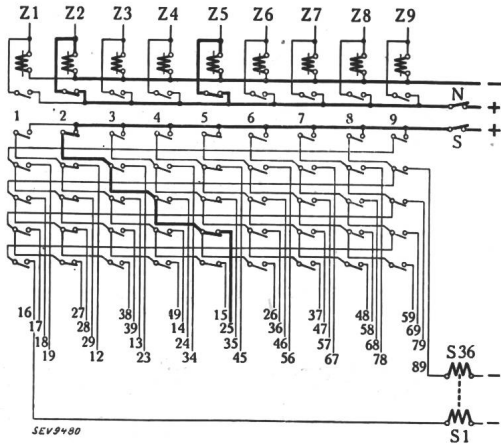 Z1 Z2 Z3 Z4 Z5 Z6 Z7 Z8 Z9
−
N
+
1 2 3 4 5 6 7 8 9
+
S
16 27 38 49 15 26 37 48 59
17 28 39 14 25 36 47 58 69
18 29 13 24 35 46 57 68 79
19 12 23 34 45 56 67 78 89
S36
−
S1
−
SEV9480